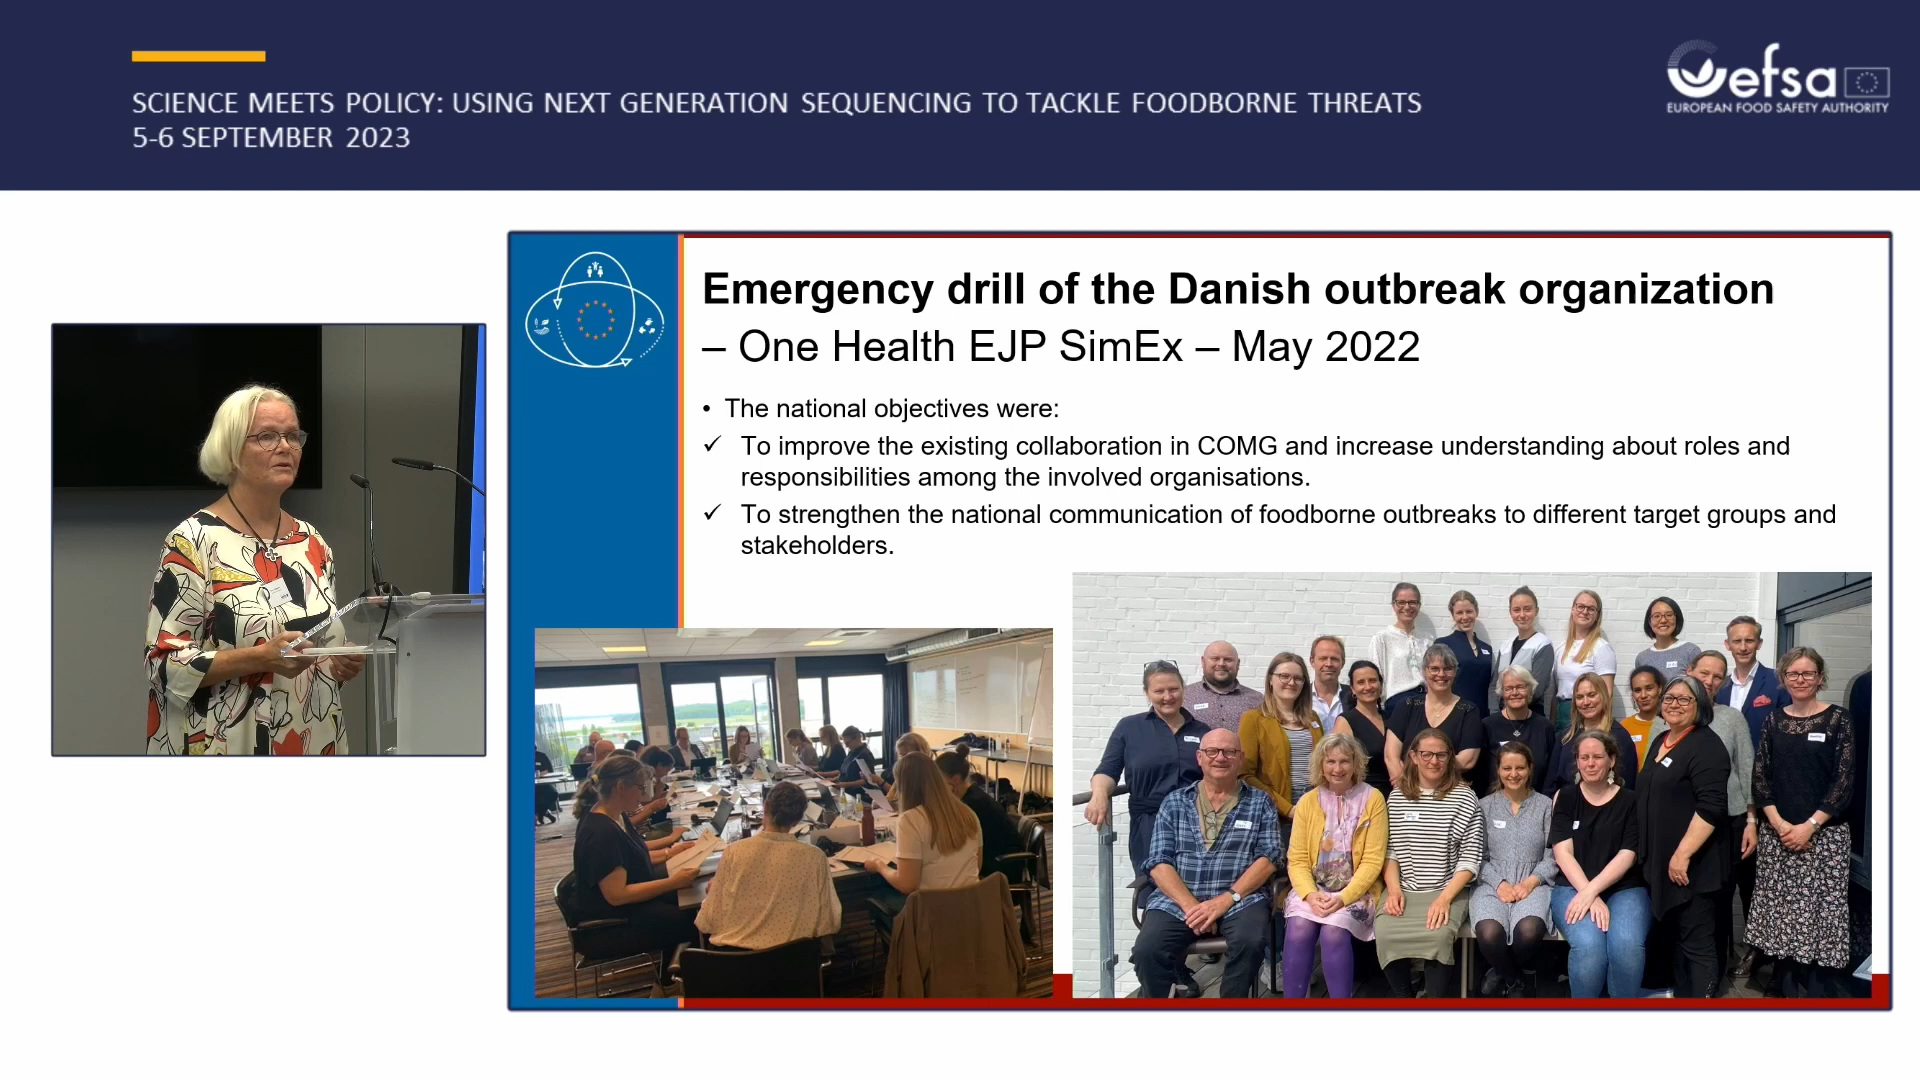 SCIENCE MEETS POLICY: USING NEXT GENERATION SEQUENCING TO TACKLE FOODBORNE THREATS
5-6 SEPTEMBER 2023
efsa
EUROPEAN FOOD SAFETY AUTHORITY
Emergency drill of the Danish outbreak organization
– One Health EJP SimEx – May 2022
• The national objectives were:
✓ To improve the existing collaboration in COMG and increase understanding about roles and
responsibilities among the involved organisations.
✓ To strengthen the national communication of foodborne outbreaks to different target groups and
stakeholders.